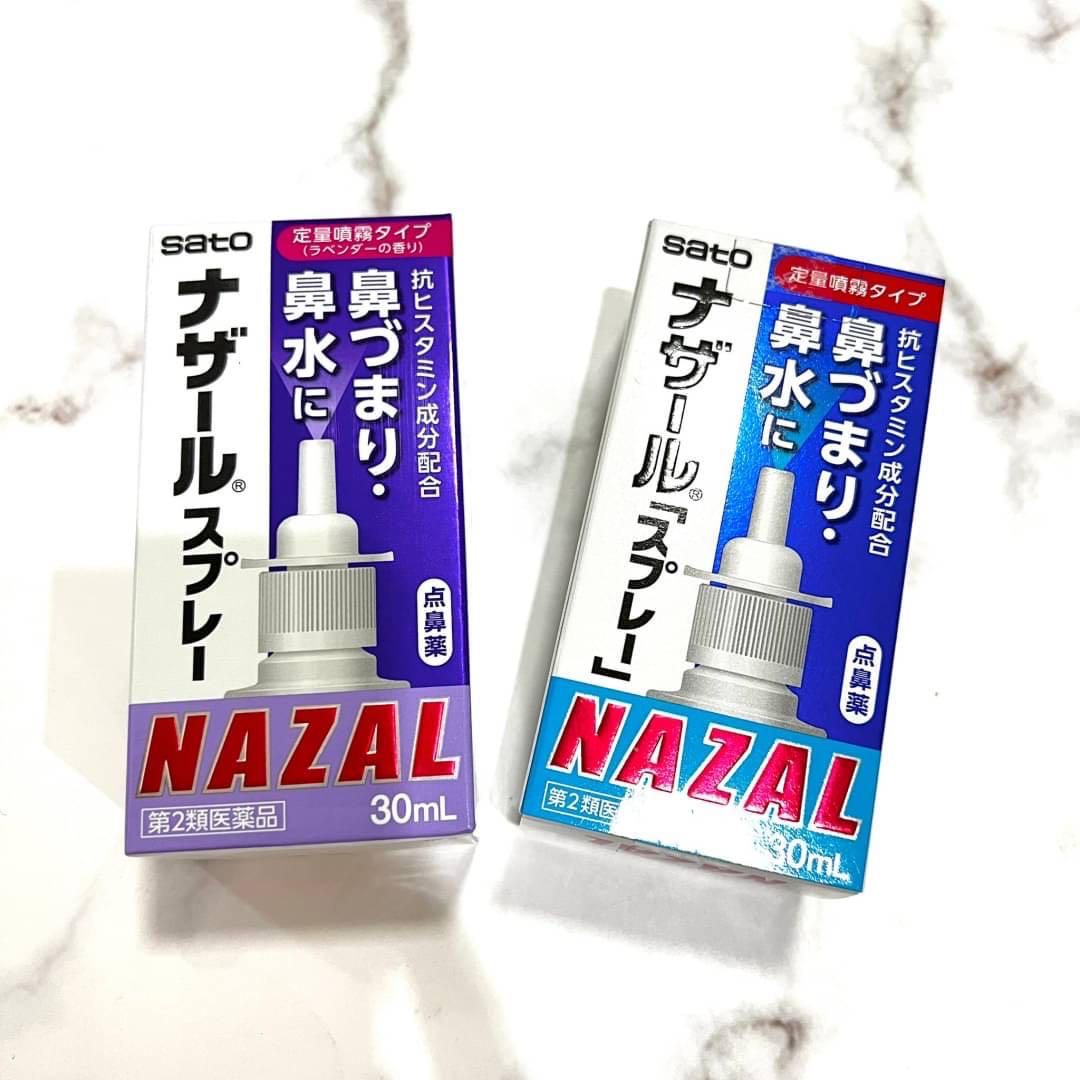 sato
定量噴霧タイプ
(ラベンダーの香り)
抗ヒスタミン成分配合
鼻づまり・
鼻水に
ナザール®スプレー
点鼻薬
NAZAL
第2類医薬品
30mL
sato
定量噴霧タイプ
抗ヒスタミン成分配合
鼻づまり・
鼻水に
ナザール®「スプレー」
点鼻薬
NAZAL
第2類医
30mL